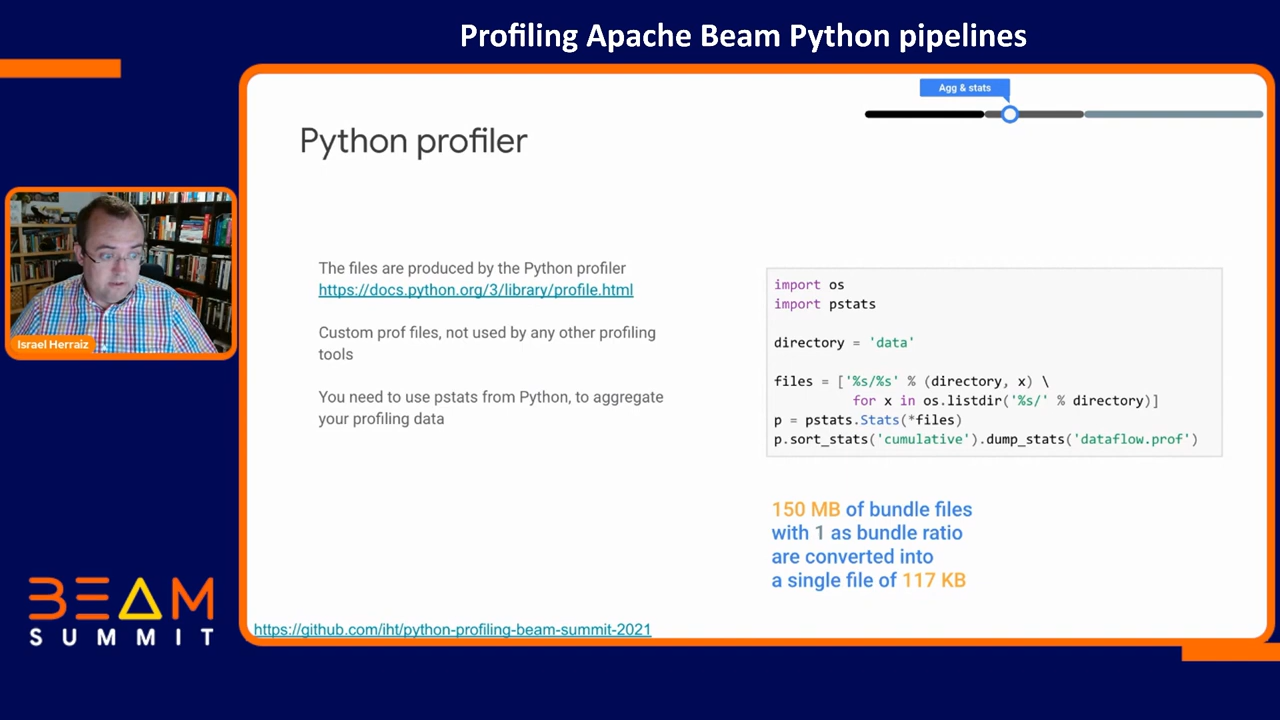 Profiling Apache Beam Python pipelines
Agg & stats
Python profiler
The files are produced by the Python profiler
https://docs.python.org/3/library/profile.html
Custom prof files, not used by any other profiling
tools
You need to use pstats from Python, to aggregate
your profiling data
import os
import pstats
directory = 'data'
files = ['%s/%s' % (directory, x) \
for x in os.listdir('%s/' % directory)]
p = pstats.Stats(*files)
p.sort_stats('cumulative').dump_stats('dataflow.prof')
150 MB of bundle files
with 1 as bundle ratio
are converted into
a single file of 117 KB
Israel Herraiz
BEAM
SUMMIT
https://github.com/iht/python-profiling-beam-summit-2021